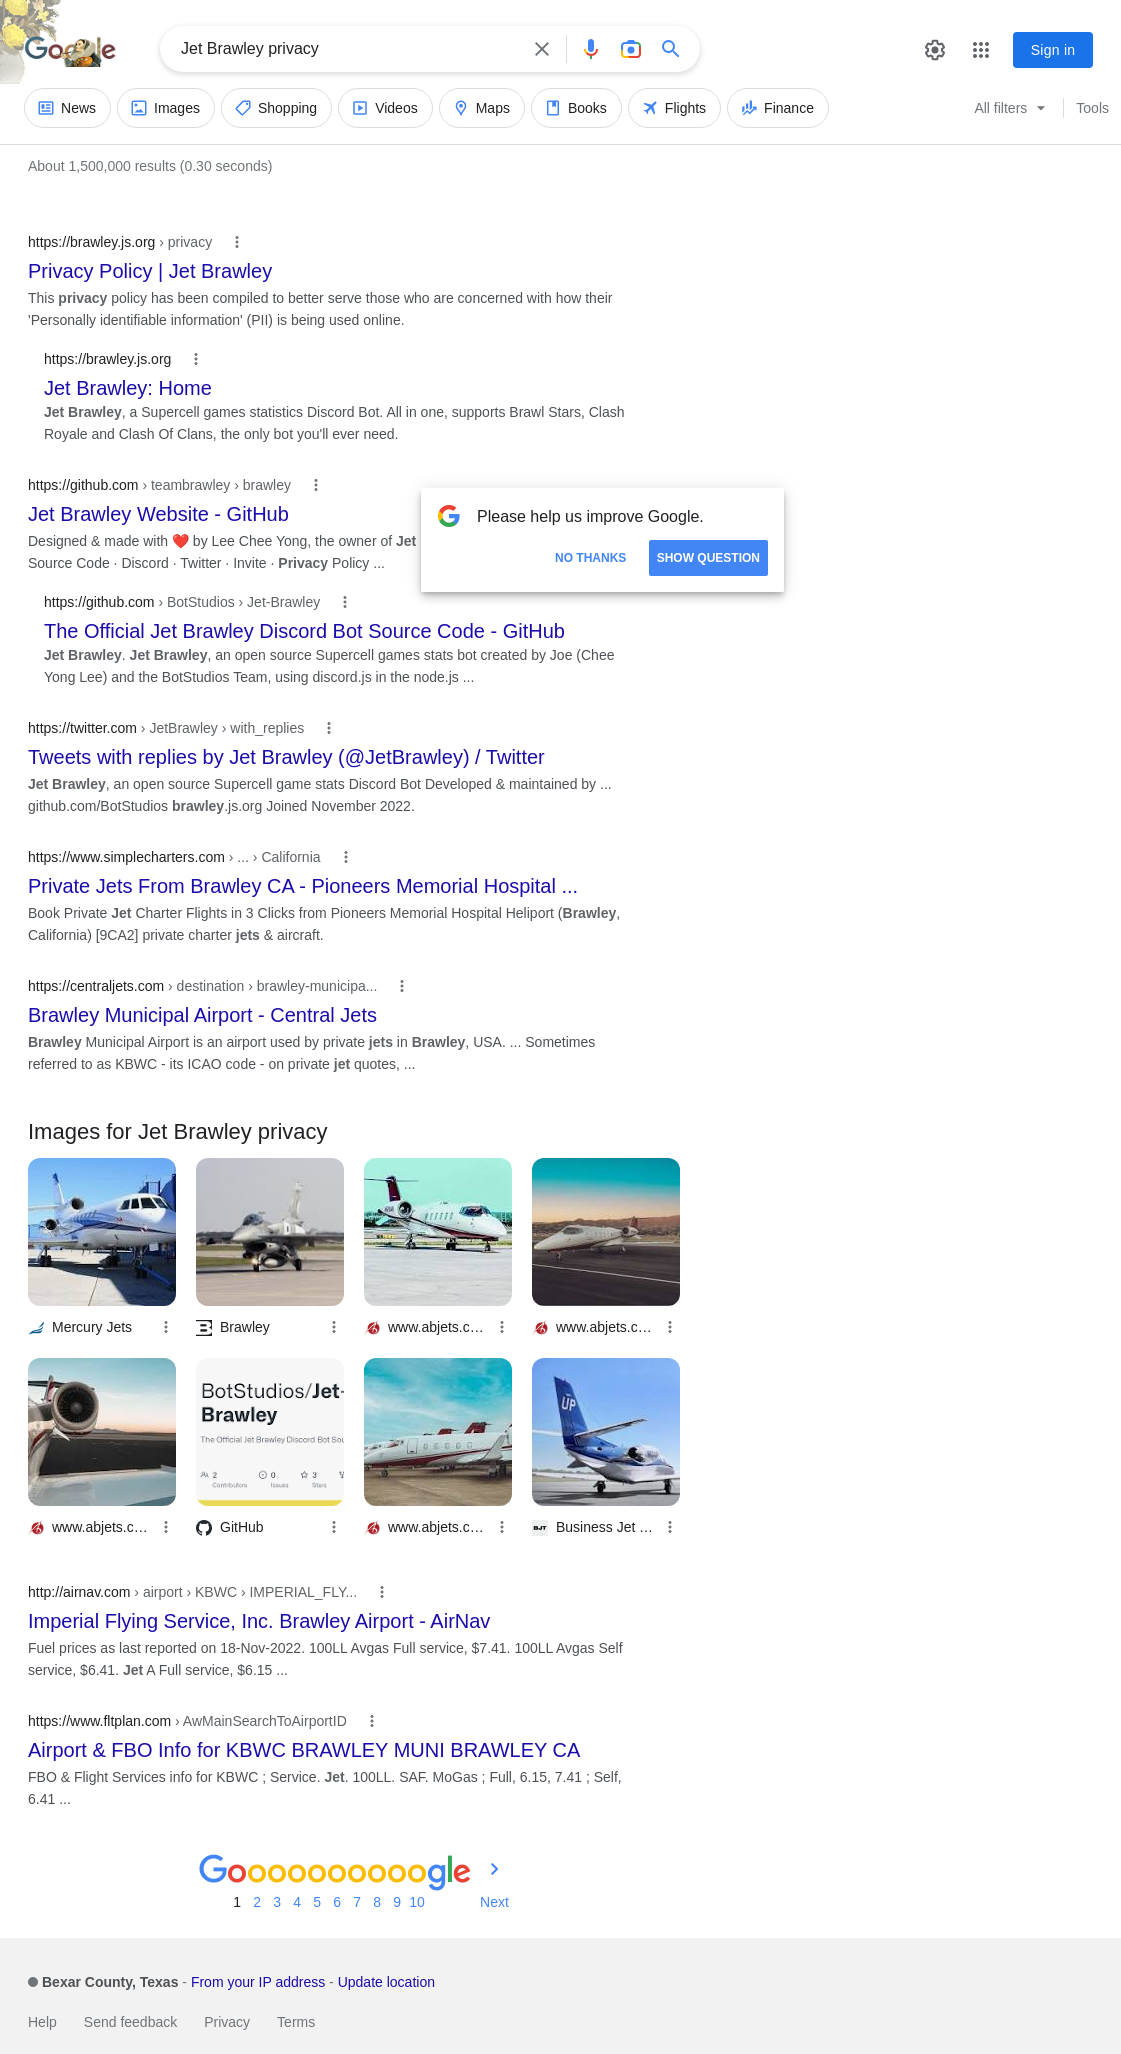 Google
Jet Brawley privacy
Sign in
News
Images
Shopping
Videos
Maps
Books
Flights
Finance
All filters
Tools
About 1,500,000 results (0.30 seconds)
https://brawley.js.org › privacy
Privacy Policy | Jet Brawley
This privacy policy has been compiled to better serve those who are concerned with how their
'Personally identifiable information' (PII) is being used online.
https://brawley.js.org
Jet Brawley: Home
Jet Brawley, a Supercell games statistics Discord Bot. All in one, supports Brawl Stars, Clash
Royale and Clash Of Clans, the only bot you'll ever need.
https://github.com › teambrawley › brawley
Jet Brawley Website - GitHub
Designed & made with ❤️ by Lee Chee Yong, the owner of Jet
Source Code · Discord · Twitter · Invite · Privacy Policy ...
Please help us improve Google.
NO THANKS
SHOW QUESTION
https://github.com › BotStudios › Jet-Brawley
The Official Jet Brawley Discord Bot Source Code - GitHub
Jet Brawley. Jet Brawley, an open source Supercell games stats bot created by Joe (Chee
Yong Lee) and the BotStudios Team, using discord.js in the node.js ...
https://twitter.com › JetBrawley › with_replies
Tweets with replies by Jet Brawley (@JetBrawley) / Twitter
Jet Brawley, an open source Supercell game stats Discord Bot Developed & maintained by ...
github.com/BotStudios brawley.js.org Joined November 2022.
https://www.simplecharters.com › ... › California
Private Jets From Brawley CA - Pioneers Memorial Hospital ...
Book Private Jet Charter Flights in 3 Clicks from Pioneers Memorial Hospital Heliport (Brawley,
California) [9CA2] private charter jets & aircraft.
https://centraljets.com › destination › brawley-municipa...
Brawley Municipal Airport - Central Jets
Brawley Municipal Airport is an airport used by private jets in Brawley, USA. ... Sometimes
referred to as KBWC - its ICAO code - on private jet quotes, ...
Images for Jet Brawley privacy
Mercury Jets
Brawley
www.abjets.c...
www.abjets.c...
BotStudios/Jet-
Brawley
The Official Jet Brawley Discord Bot Sou
2
Contributors
0
Issues
3
Stars
UP
www.abjets.c...
GitHub
www.abjets.c...
BJT
Business Jet ...
http://airnav.com › airport › KBWC › IMPERIAL_FLY...
Imperial Flying Service, Inc. Brawley Airport - AirNav
Fuel prices as last reported on 18-Nov-2022. 100LL Avgas Full service, $7.41. 100LL Avgas Self
service, $6.41. Jet A Full service, $6.15 ...
https://www.fltplan.com › AwMainSearchToAirportID
Airport & FBO Info for KBWC BRAWLEY MUNI BRAWLEY CA
FBO & Flight Services info for KBWC ; Service. Jet. 100LL. SAF. MoGas ; Full, 6.15, 7.41 ; Self,
6.41 ...
Goooooooooogle
1 2 3 4 5 6 7 8 9 10 Next
Bexar County, Texas - From your IP address - Update location
Help
Send feedback
Privacy
Terms